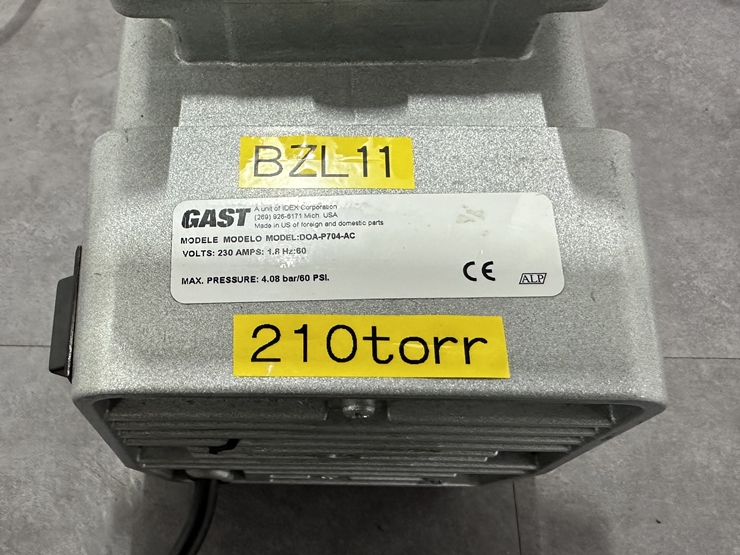 BZL11
GAST
A unit of IDEX Corporation
(269) 926-6171 Mich. USA
Made in US of foreign and domestic parts
MODELE MODELO MODEL:DOA-P704-AC
VOLTS: 230 AMPS: 1.8 Hz:60
MAX. PRESSURE: 4.08 bar/60 PSI.
CE
ALP
210torr